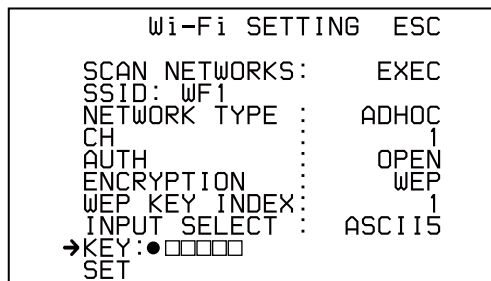 Wi-Fi SETTING ESC
SCAN NETWORKS: EXEC
SSID: WF1
NETWORK TYPE : ADHOC
CH : 1
AUTH : OPEN
ENCRYPTION : WEP
WEP KEY INDEX: 1
INPUT SELECT : ASCII5
→KEY:●□□□□□
SET